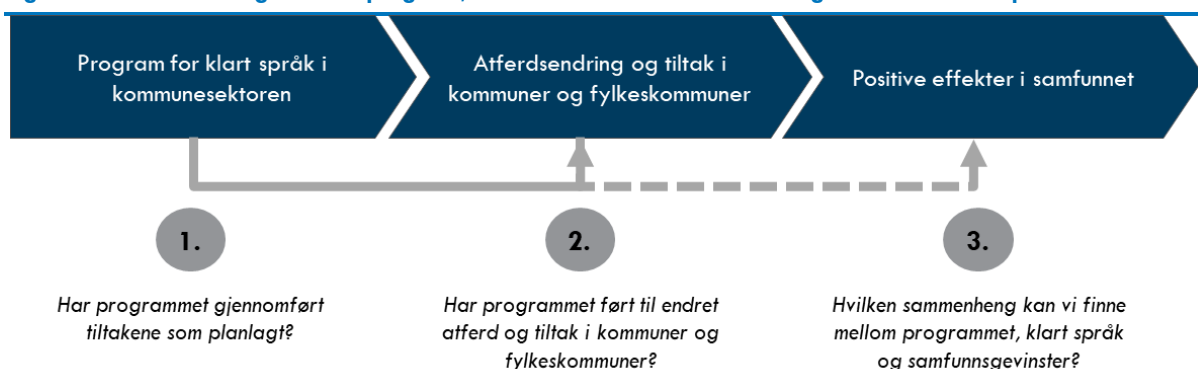 Program for klart språk i
kommunesektoren
Atferdsendring og tiltak i
kommuner og fylkeskommuner
Positive effekter i samfunnet
1.
2.
3.
Har programmet gjennomført
tiltakene som planlagt?
Har programmet ført til endret
atferd og tiltak i kommuner og
fylkeskommuner?
Hvilken sammenheng kan vi finne
mellom programmet, klart språk
og samfunnsgevinster?